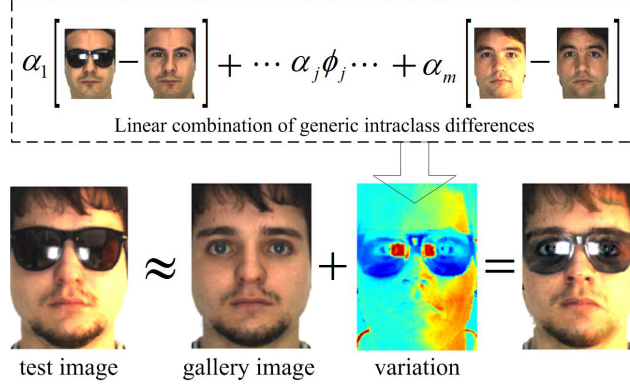 α₁[ − ] + ⋯ αⱼϕⱼ⋯ + αₘ[ − ]
Linear combination of generic intraclass differences
≈ + =
test image gallery image variation